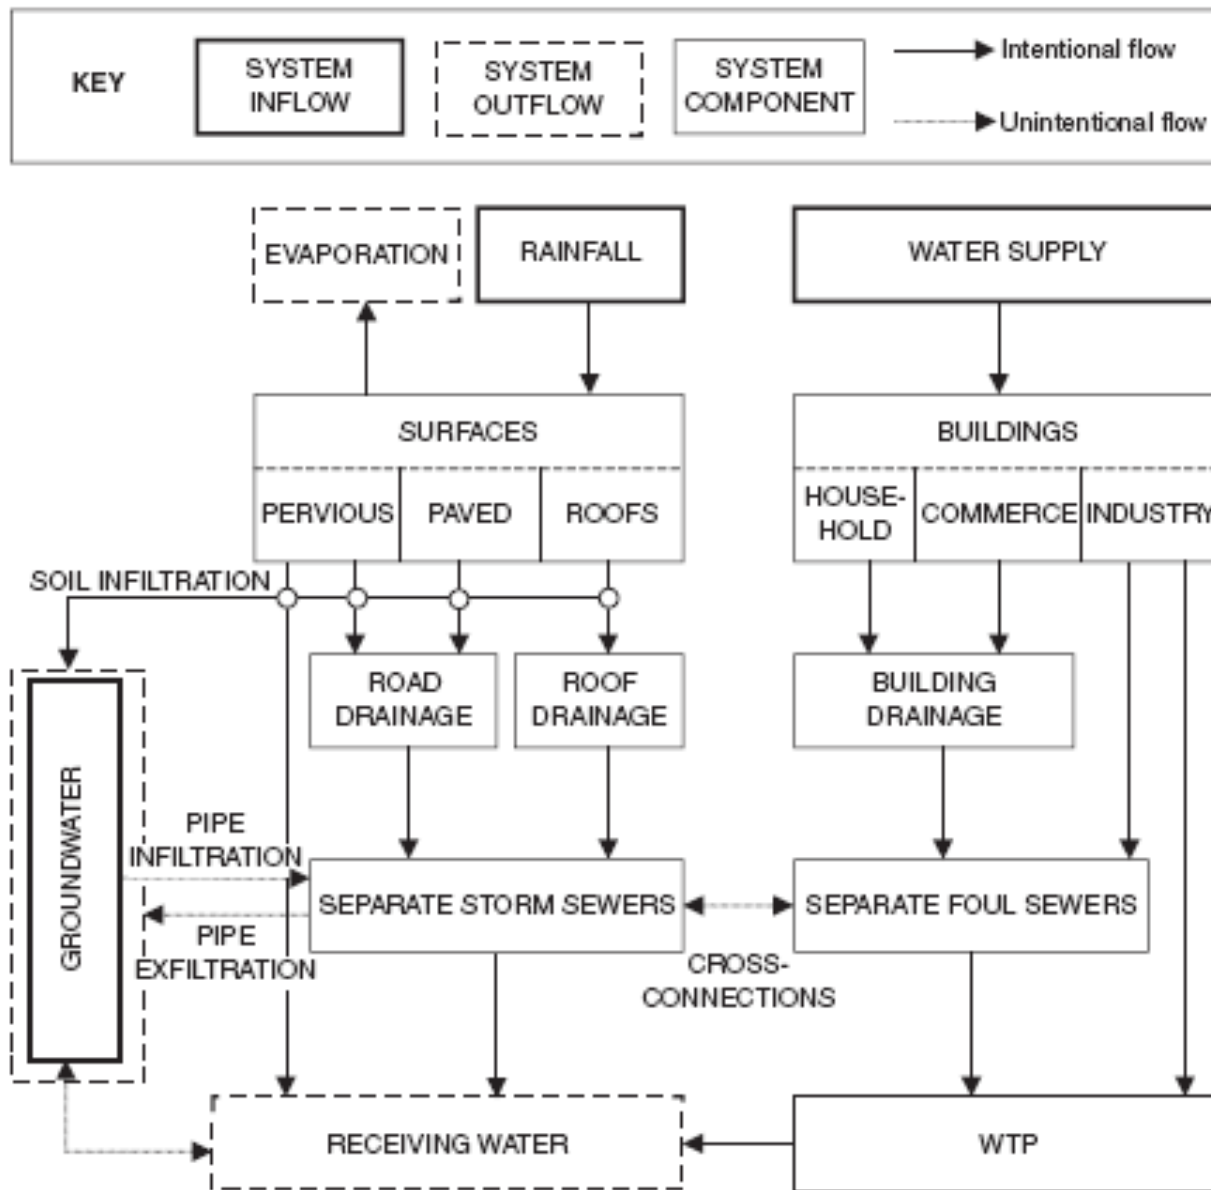 KEY
SYSTEM
INFLOW
SYSTEM
OUTFLOW
SYSTEM
COMPONENT
Intentional flow
Unintentional flow
EVAPORATION
RAINFALL
WATER SUPPLY
SURFACES
BUILDINGS
PERVIOUS
PAVED
ROOFS
HOUSE-
HOLD
COMMERCE
INDUSTRY
SOIL INFILTRATION
ROAD
DRAINAGE
ROOF
DRAINAGE
BUILDING
DRAINAGE
GROUNDWATER
PIPE
INFILTRATION
SEPARATE STORM SEWERS
SEPARATE FOUL SEWERS
PIPE
EXFILTRATION
CROSS-
CONNECTIONS
RECEIVING WATER
WTP